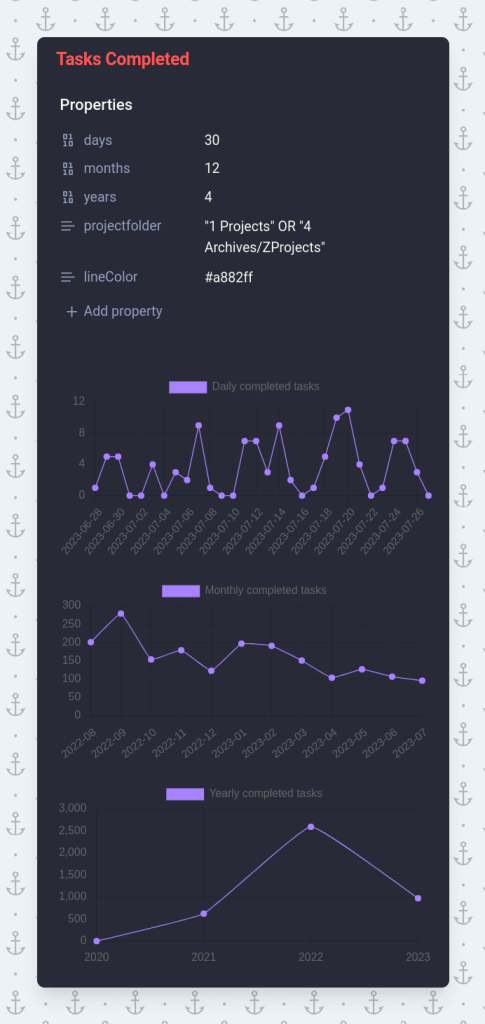 Tasks Completed
Properties
days 30
months 12
years 4
projectfolder "1 Projects" OR "4
Archives/ZProjects"
lineColor #a882ff
+ Add property
Daily completed tasks
12
8
4
0
2023-06-28 2023-06-30 2023-07-02 2023-07-04 2023-07-06 2023-07-08 2023-07-10 2023-07-12 2023-07-14 2023-07-16 2023-07-18 2023-07-20 2023-07-22 2023-07-24 2023-07-26
Monthly completed tasks
300
250
200
150
100
50
0
2022-08 2022-09 2022-10 2022-11 2022-12 2023-01 2023-02 2023-03 2023-04 2023-05 2023-06 2023-07
Yearly completed tasks
3,000
2,500
2,000
1,500
1,000
500
0
2020 2021 2022 2023